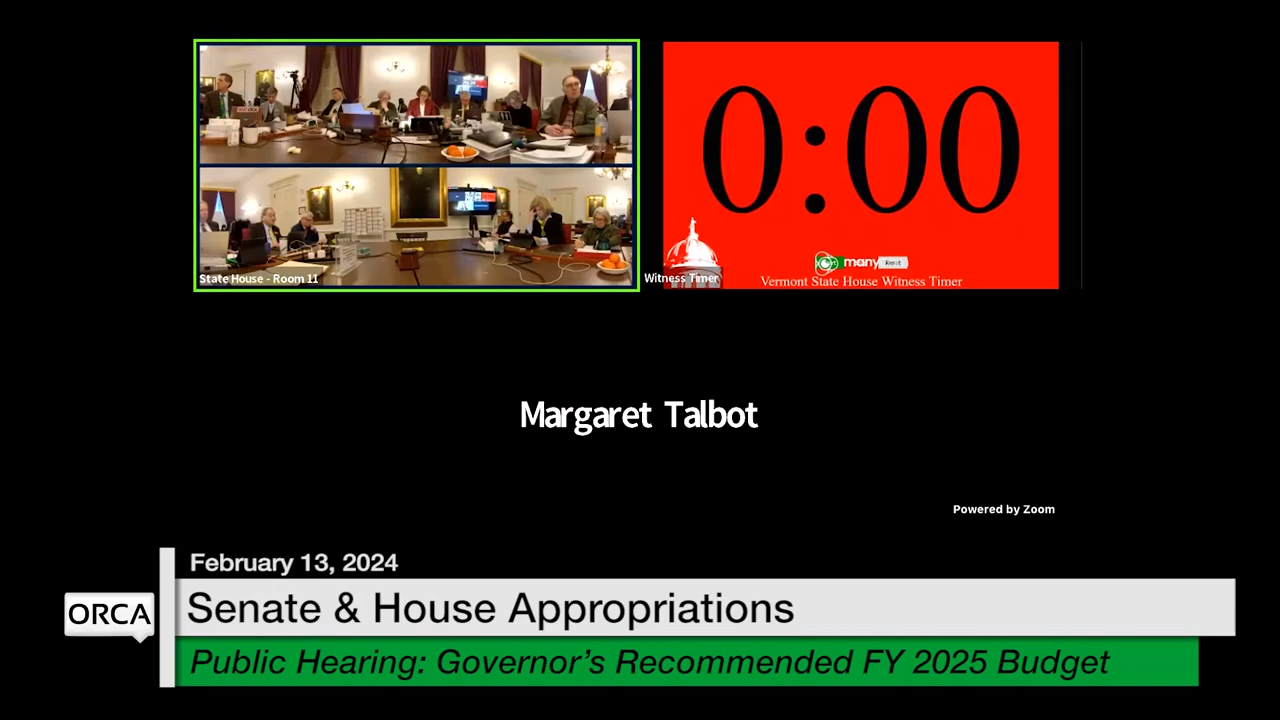 0:00
State House - Room 11
Witness Timer
many
Vermont State House Witness Timer
Margaret Talbot
Powered by Zoom
February 13, 2024
ORCA
Senate & House Appropriations
Public Hearing: Governor's Recommended FY 2025 Budget